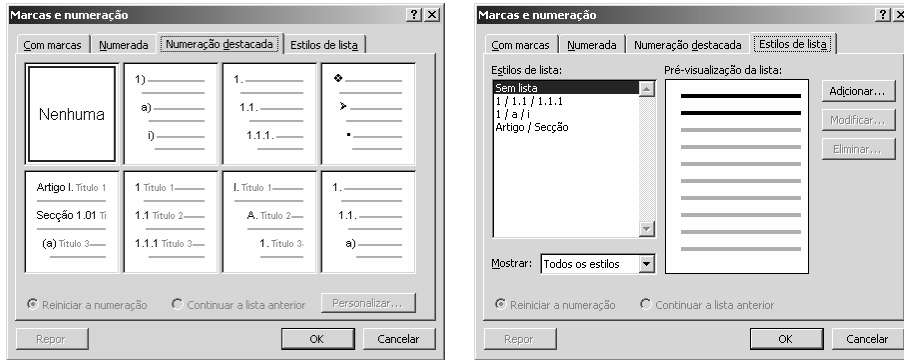 Marcas e numeração
Com marcas
Numerada
Numeração destacada
Estilos de lista
Nenhuma
1)
a)
i)
1.
1.1.
1.1.1.
Artigo I. Título 1
Secção 1.01 Tí
(a) Título 3
1 Título 1
1.1 Título 2
1.1.1 Título 3
I. Título 1
A. Título 2
1. Título 3
1.
1.1.
a)
Reiniciar a numeração
Continuar a lista anterior
Personalizar...
Repor
OK
Cancelar
Marcas e numeração
Com marcas
Numerada
Numeração destacada
Estilos de lista
Estilos de lista:
Sem lista
1 / 1.1 / 1.1.1
1 / a / i
Artigo / Secção
Mostrar:
Todos os estilos
Pré-visualização da lista:
Adicionar...
Modificar...
Eliminar...
Reiniciar a numeração
Continuar a lista anterior
Repor
OK
Cancelar